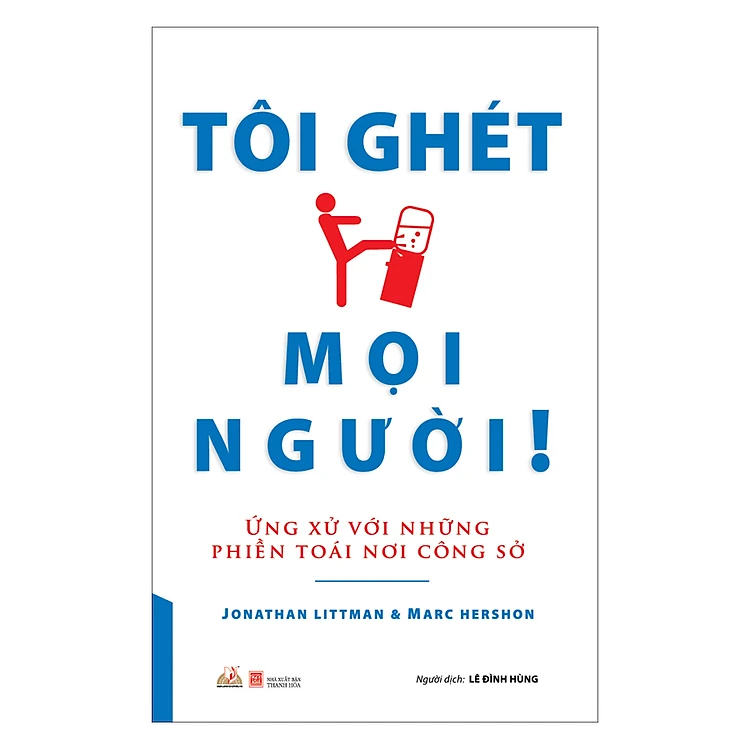 TÔI GHÉT
MỌI
NGƯỜI!
ỨNG XỬ VỚI NHỮNG
PHIỀN TOÁI NƠI CÔNG SỞ
JONATHAN LITTMAN & MARC HERSHON
NHÀ XUẤT BẢN
THANH HÓA
Người dịch: LÊ ĐÌNH HÙNG